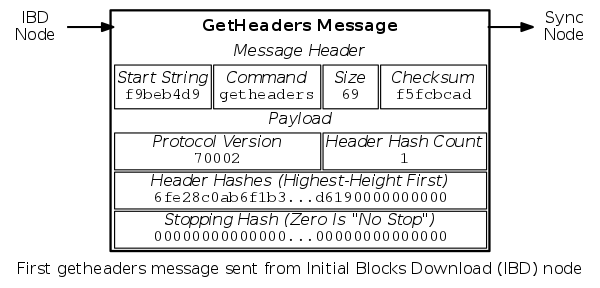 IBD
Node
GetHeaders Message
Sync
Node
Message Header
Start String Command Size Checksum
f9beb4d9 getheaders 69 f5fcbcad
Payload
Protocol Version Header Hash Count
70002 1
Header Hashes (Highest-Height First)
6fe28c0ab6f1b3...d6190000000000
Stopping Hash (Zero Is "No Stop")
00000000000000...00000000000000
First getheaders message sent from Initial Blocks Download (IBD) node